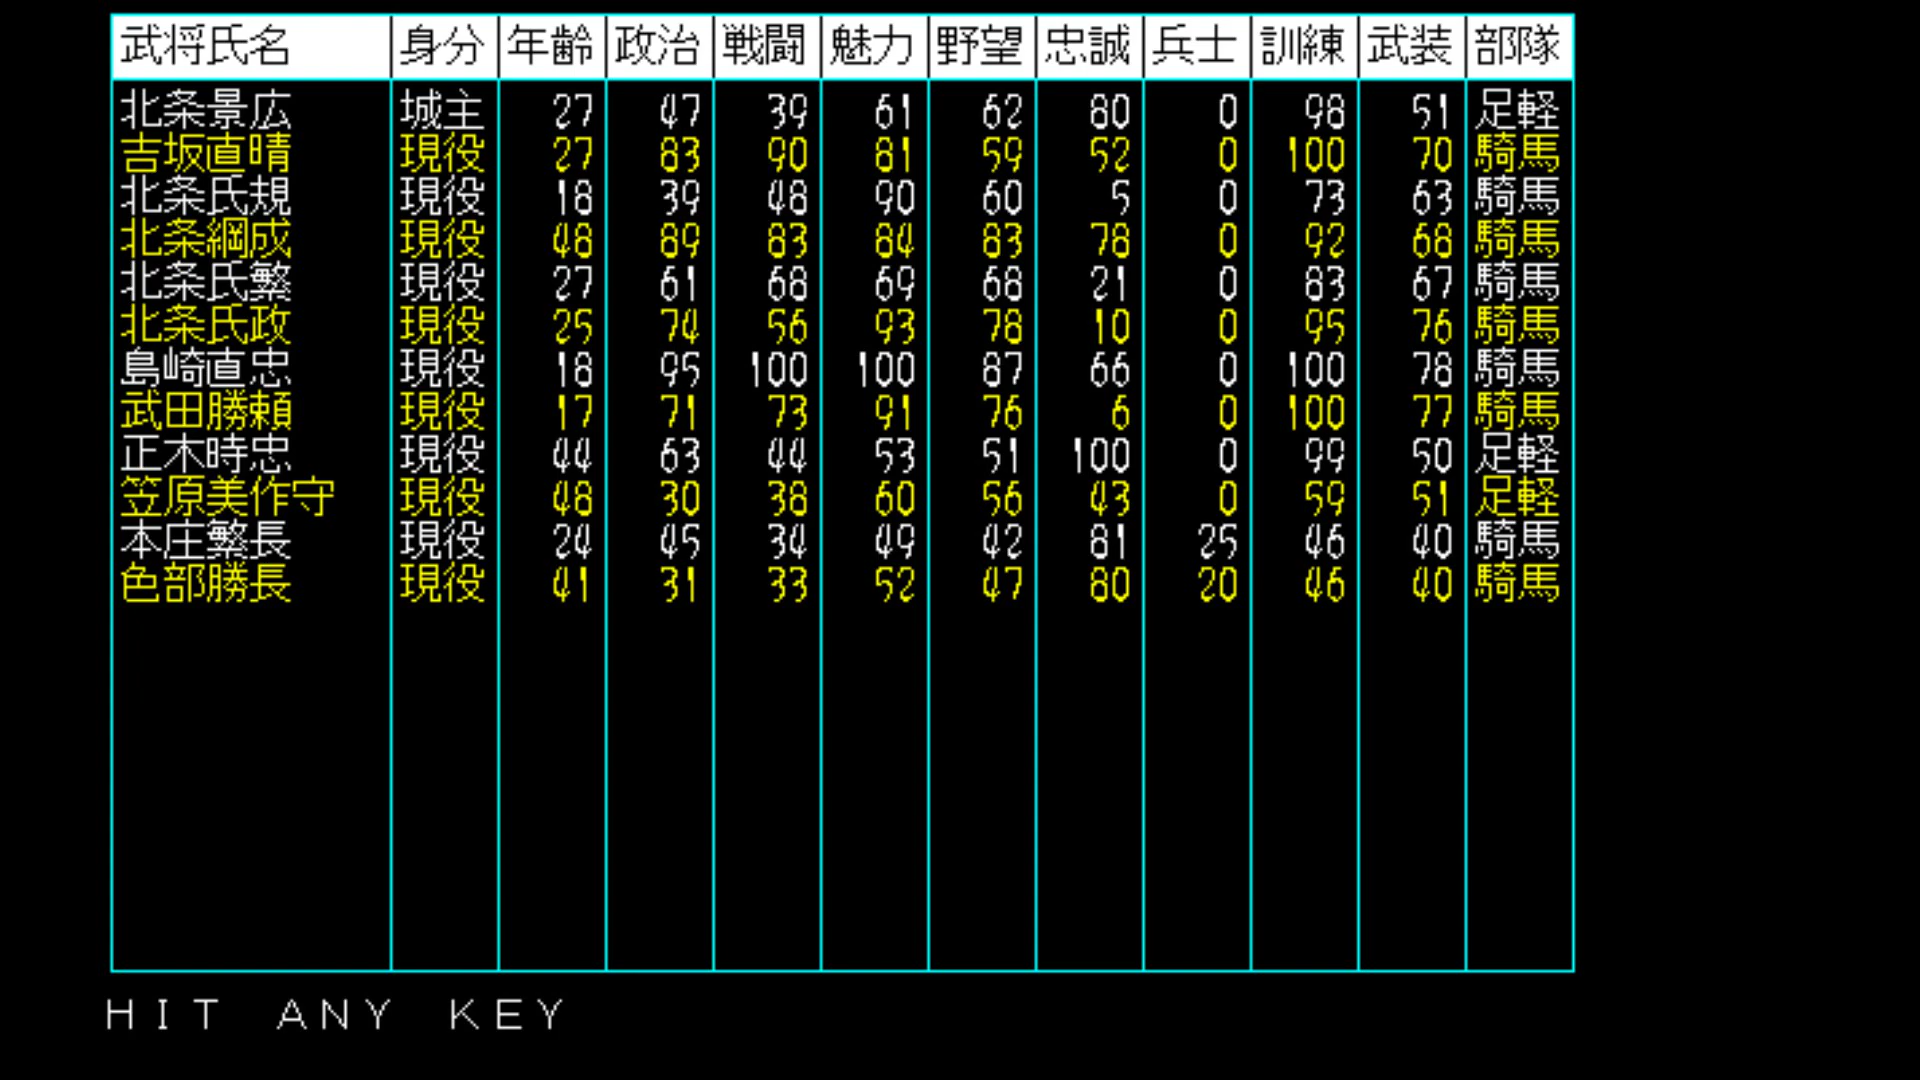 武将氏名 身分 年齢 政治 戦闘 魅力 野望 忠誠 兵士 訓練 武装 部隊
北条景広 城主 27 47 39 61 62 80 0 98 51 足軽
吉坂直晴 現役 27 83 90 81 59 52 0 100 70 騎馬
北条氏規 現役 18 39 48 90 60 5 0 73 63 騎馬
北条綱成 現役 48 89 83 84 83 78 0 92 68 騎馬
北条氏繁 現役 27 61 68 69 68 21 0 83 67 騎馬
北条氏政 現役 25 74 56 93 78 10 0 95 76 騎馬
島崎直忠 現役 18 95 100 100 87 66 0 100 78 騎馬
武田勝頼 現役 17 71 73 91 76 6 0 100 77 騎馬
正木時忠 現役 44 63 44 53 51 100 0 99 50 足軽
笠原美作守 現役 48 30 38 60 56 43 0 59 51 足軽
本庄繁長 現役 24 45 34 49 42 81 25 46 40 騎馬
色部勝長 現役 41 31 33 52 47 80 20 46 40 騎馬
HIT ANY KEY